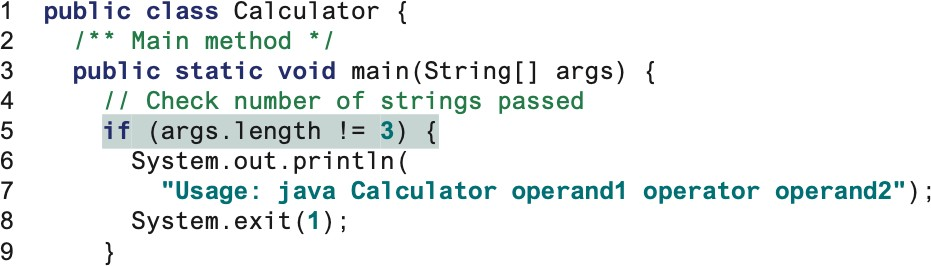 1 public class Calculator {
2   /** Main method */
3   public static void main(String[] args) {
4     // Check number of strings passed
5     if (args.length != 3) {
6       System.out.println(
7         "Usage: java Calculator operand1 operator operand2");
8       System.exit(1);
9     }